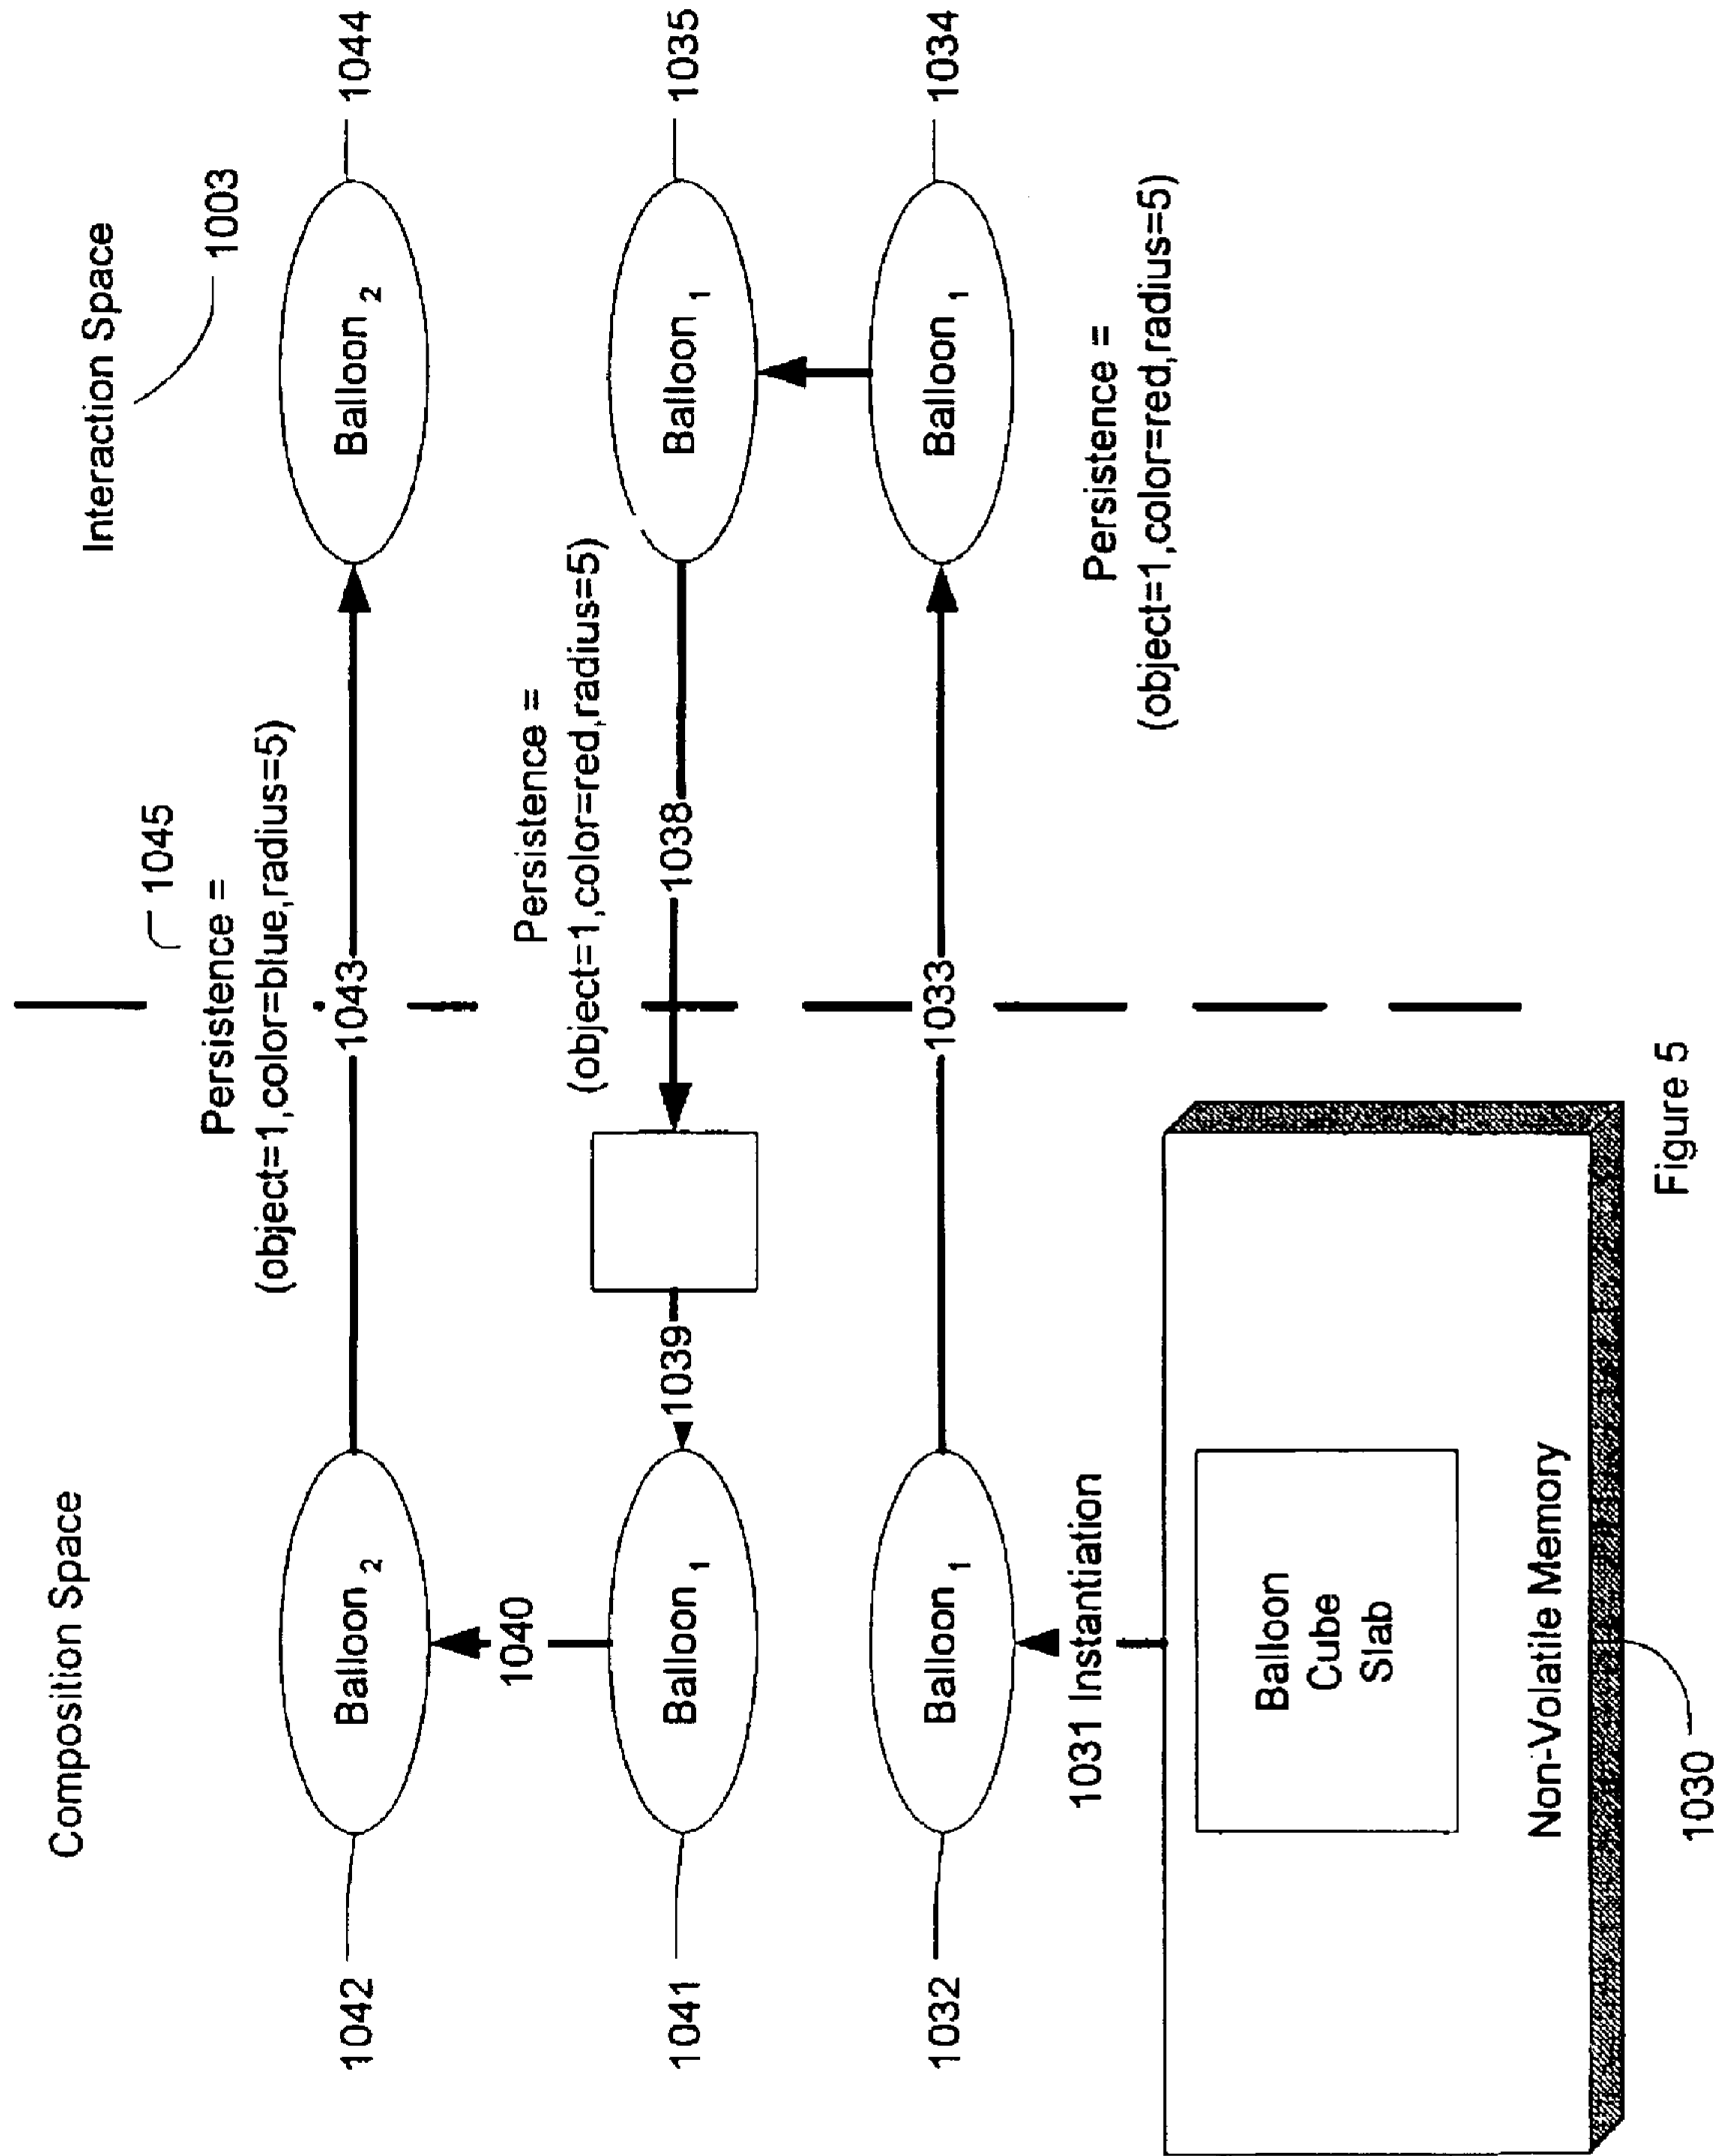 Composition Space
Interaction Space
1003
1045
Persistence =
(object=1,color=blue,radius=5)
1042
Balloon 2
1043
Balloon 2
1044
1040
Persistence =
(object=1,color=red,radius=5)
1041
Balloon 1
1039
1038
Balloon 1
1035
1032
Balloon 1
1033
Balloon 1
1034
1031 Instantiation
Persistence =
(object=1,color=red,radius=5)
Balloon
Cube
Slab
Non-Volatile Memory
1030
Figure 5